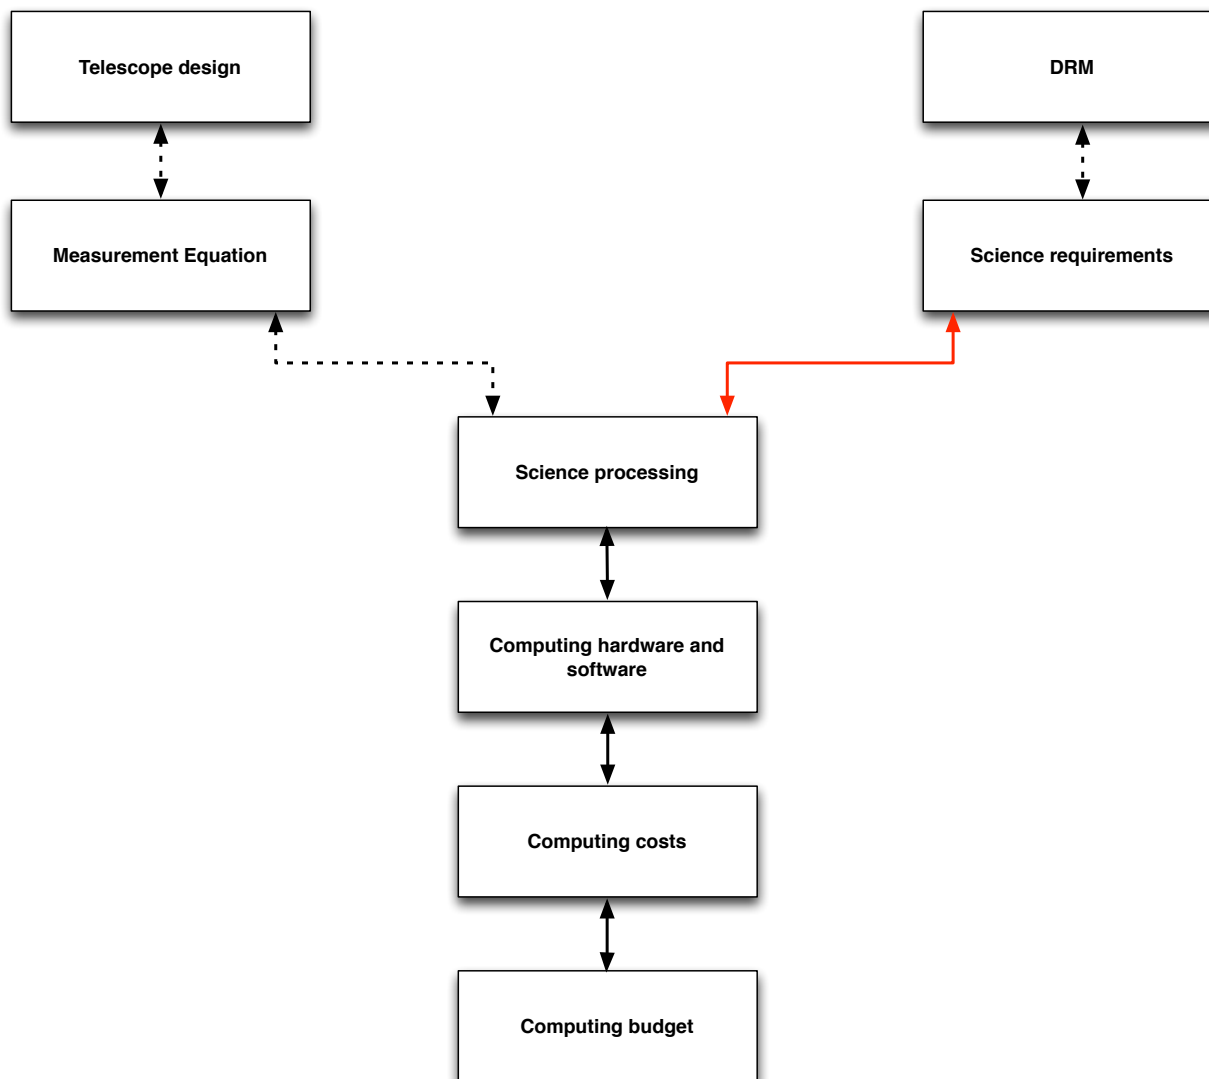 Telescope design
DRM
Measurement Equation
Science requirements
Science processing
Computing hardware and
software
Computing costs
Computing budget